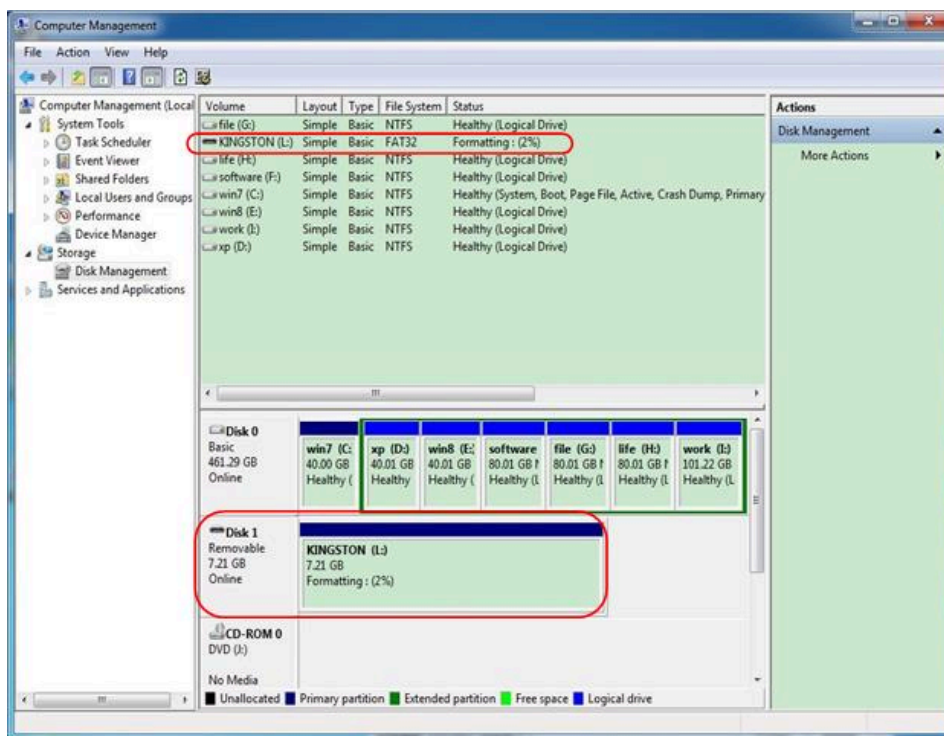 Computer Management
File Action View Help
Computer Management (Local
System Tools
Task Scheduler
Event Viewer
Shared Folders
Local Users and Groups
Performance
Device Manager
Storage
Disk Management
Services and Applications
Volume Layout Type File System Status
file (G:) Simple Basic NTFS Healthy (Logical Drive)
KINGSTON (L:) Simple Basic FAT32 Formatting : (2%)
life (H:) Simple Basic NTFS Healthy (Logical Drive)
software (F:) Simple Basic NTFS Healthy (Logical Drive)
win7 (C:) Simple Basic NTFS Healthy (System, Boot, Page File, Active, Crash Dump, Primary
win8 (E:) Simple Basic NTFS Healthy (Logical Drive)
work (I:) Simple Basic NTFS Healthy (Logical Drive)
xp (D:) Simple Basic NTFS Healthy (Logical Drive)
Actions
Disk Management
More Actions
Disk 0
Basic
461.29 GB
Online
win7 (C: xp (D:) win8 (E: software file (G:) life (H:) work (I:)
40.00 GB 40.01 GB 40.01 GB 80.01 GB N 80.01 GB N 80.01 GB N 101.22 GB
Healthy ( Healthy Healthy ( Healthy (L Healthy (L Healthy (L Healthy (L
Disk 1
Removable
7.21 GB
Online
KINGSTON (L:)
7.21 GB
Formatting : (2%)
CD-ROM 0
DVD (J:)
No Media
Unallocated Primary partition Extended partition Free space Logical drive